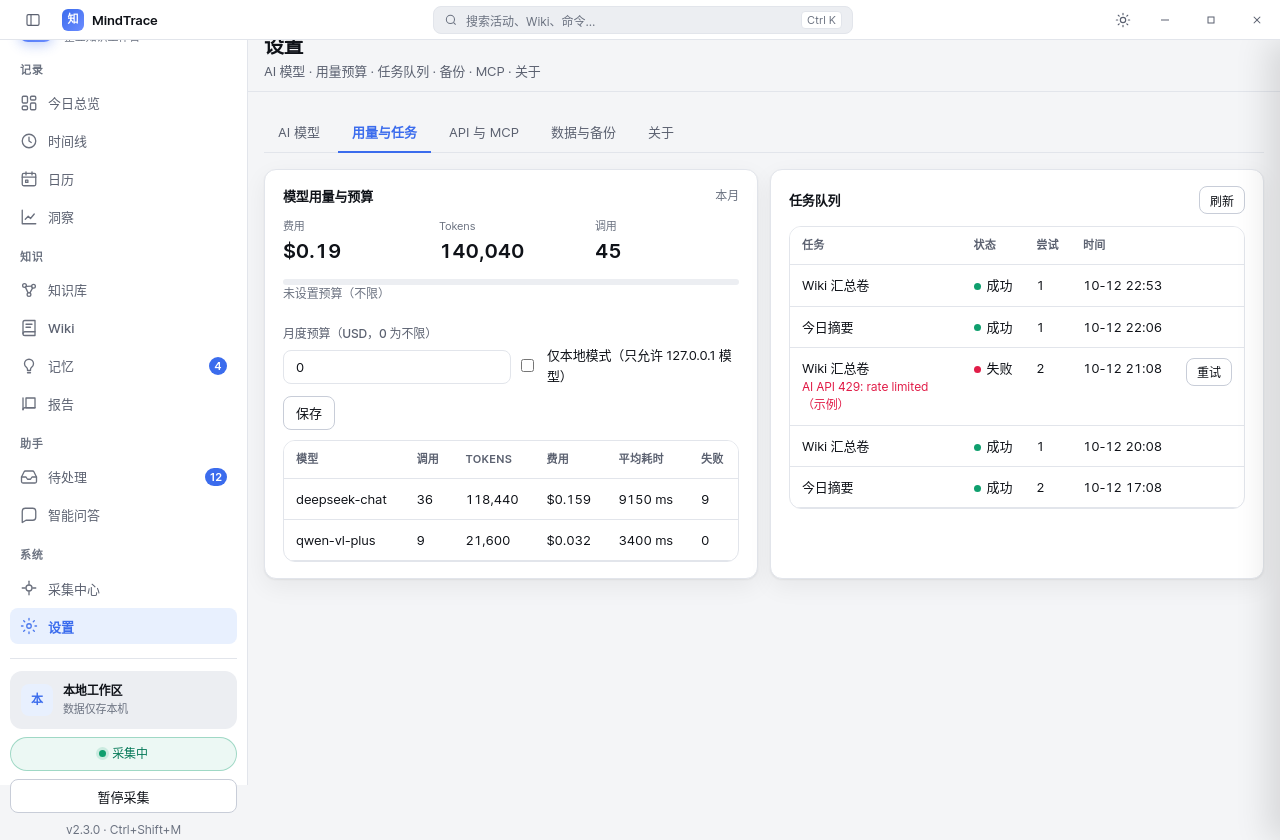 知 MindTrace
搜索活动、Wiki、命令... Ctrl K
记录
今日总览
时间线
日历
洞察
知识
知识库
Wiki
记忆 4
报告
助手
待处理 12
智能问答
系统
采集中心
设置
本 本地工作区
数据仅存本机
采集中
暂停采集
v2.3.0 · Ctrl+Shift+M
设置
AI 模型 · 用量预算 · 任务队列 · 备份 · MCP · 关于
AI 模型 用量与任务 API 与 MCP 数据与备份 关于
模型用量与预算 本月
费用 Tokens 调用
$0.19 140,040 45
未设置预算（不限）
月度预算（USD，0 为不限）
0 仅本地模式（只允许 127.0.0.1 模
型）
保存
模型 调用 TOKENS 费用 平均耗时 失败
deepseek-chat 36 118,440 $0.159 9150 ms 9
qwen-vl-plus 9 21,600 $0.032 3400 ms 0
任务队列 刷新
任务 状态 尝试 时间
Wiki 汇总卷 成功 1 10-12 22:53
今日摘要 成功 1 10-12 22:06
Wiki 汇总卷 失败 2 10-12 21:08 重试
AI API 429: rate limited
（示例）
Wiki 汇总卷 成功 1 10-12 20:08
今日摘要 成功 2 10-12 17:08